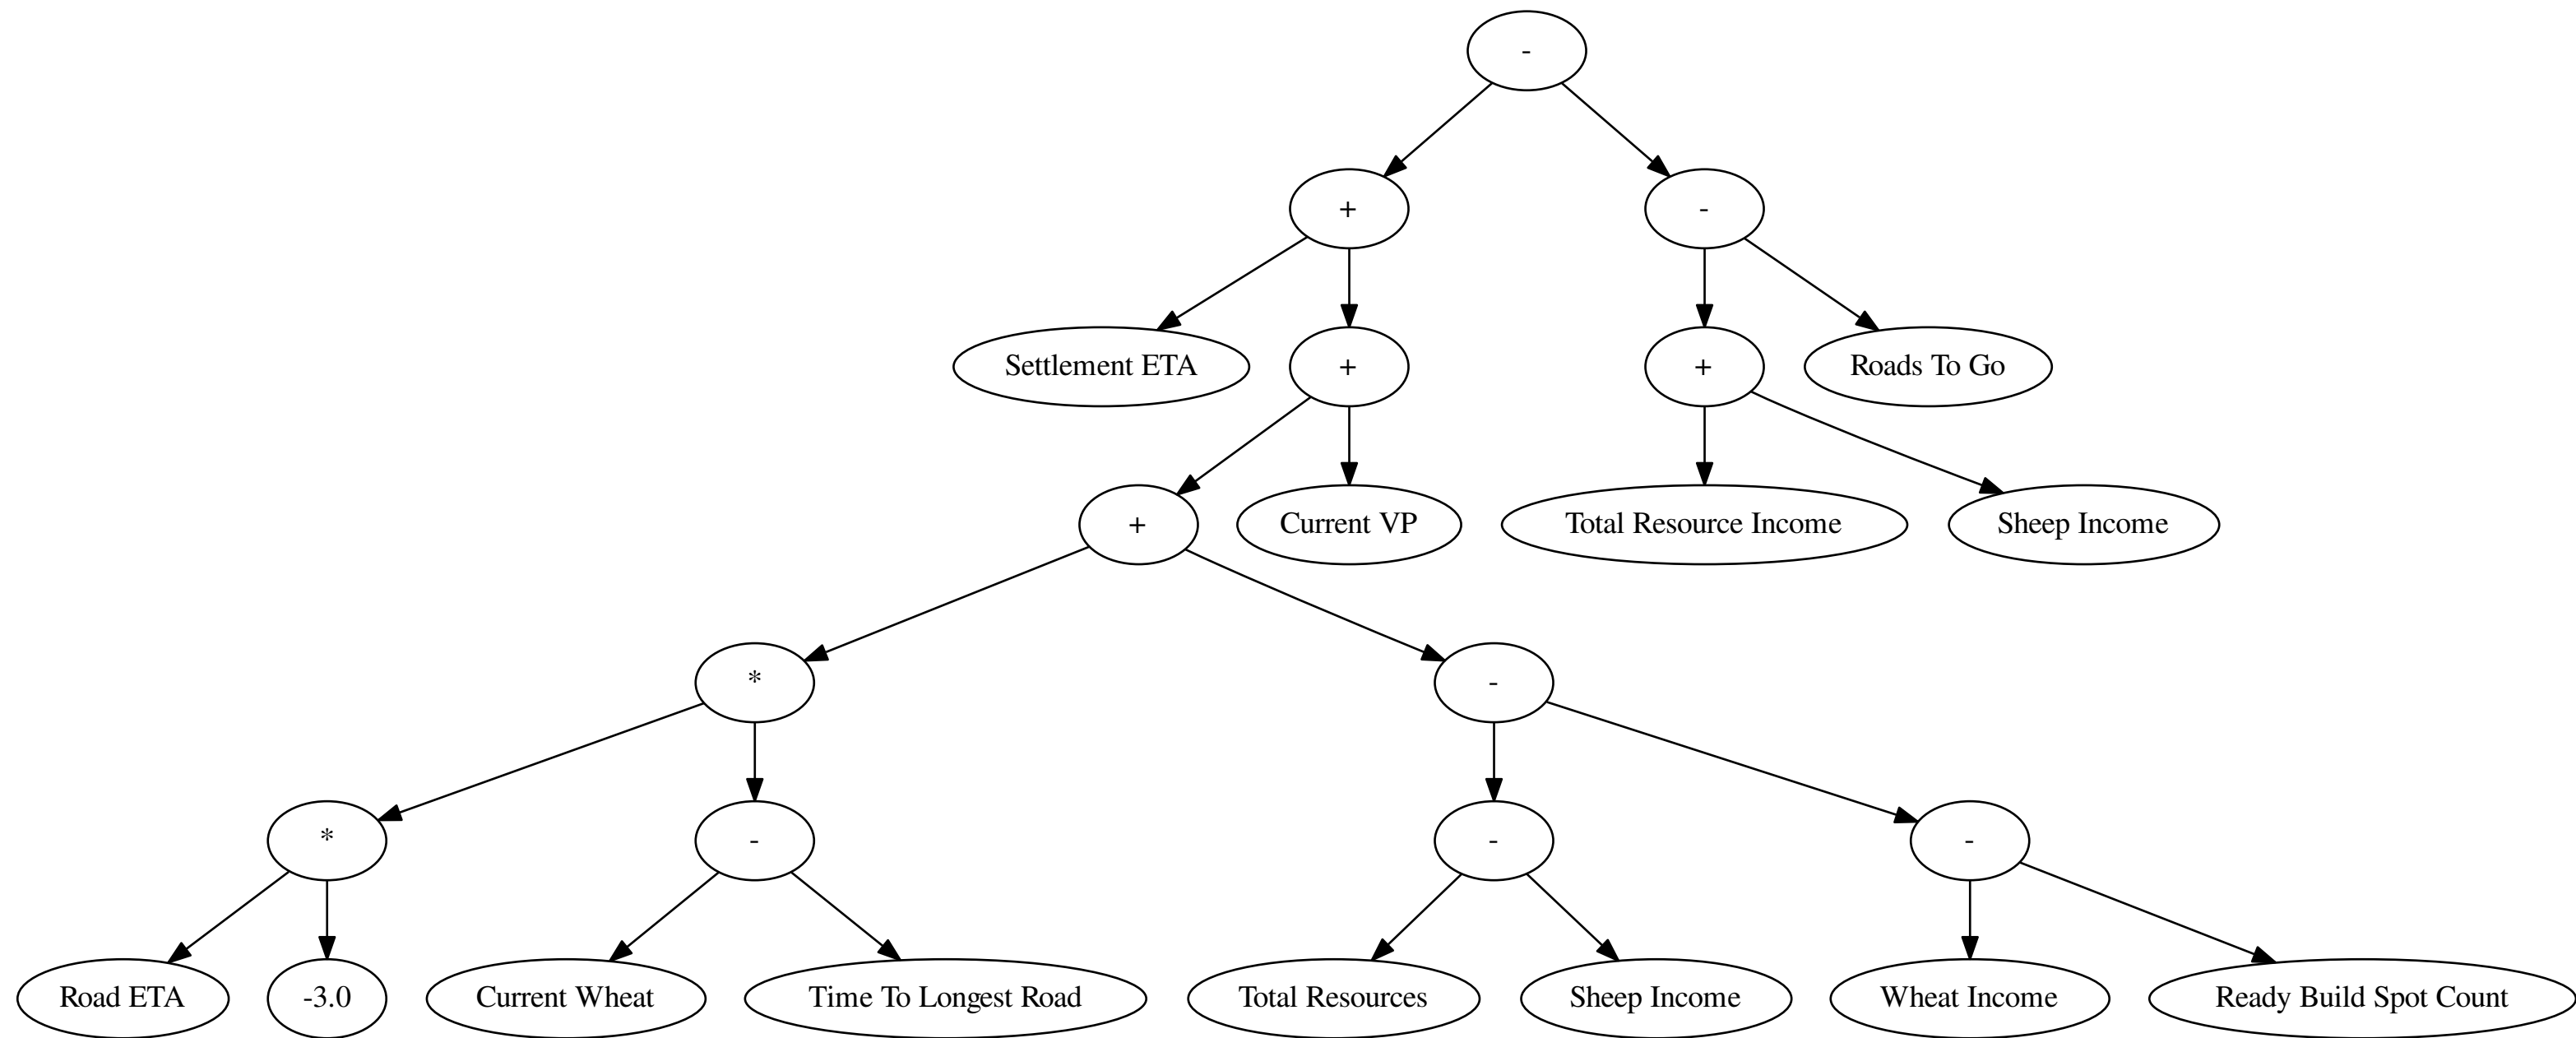 -
+
-
Settlement ETA
+
+
Roads To Go
+
Current VP
Total Resource Income
Sheep Income
*
-
*
-
-
-
Road ETA
-3.0
Current Wheat
Time To Longest Road
Total Resources
Sheep Income
Wheat Income
Ready Build Spot Count